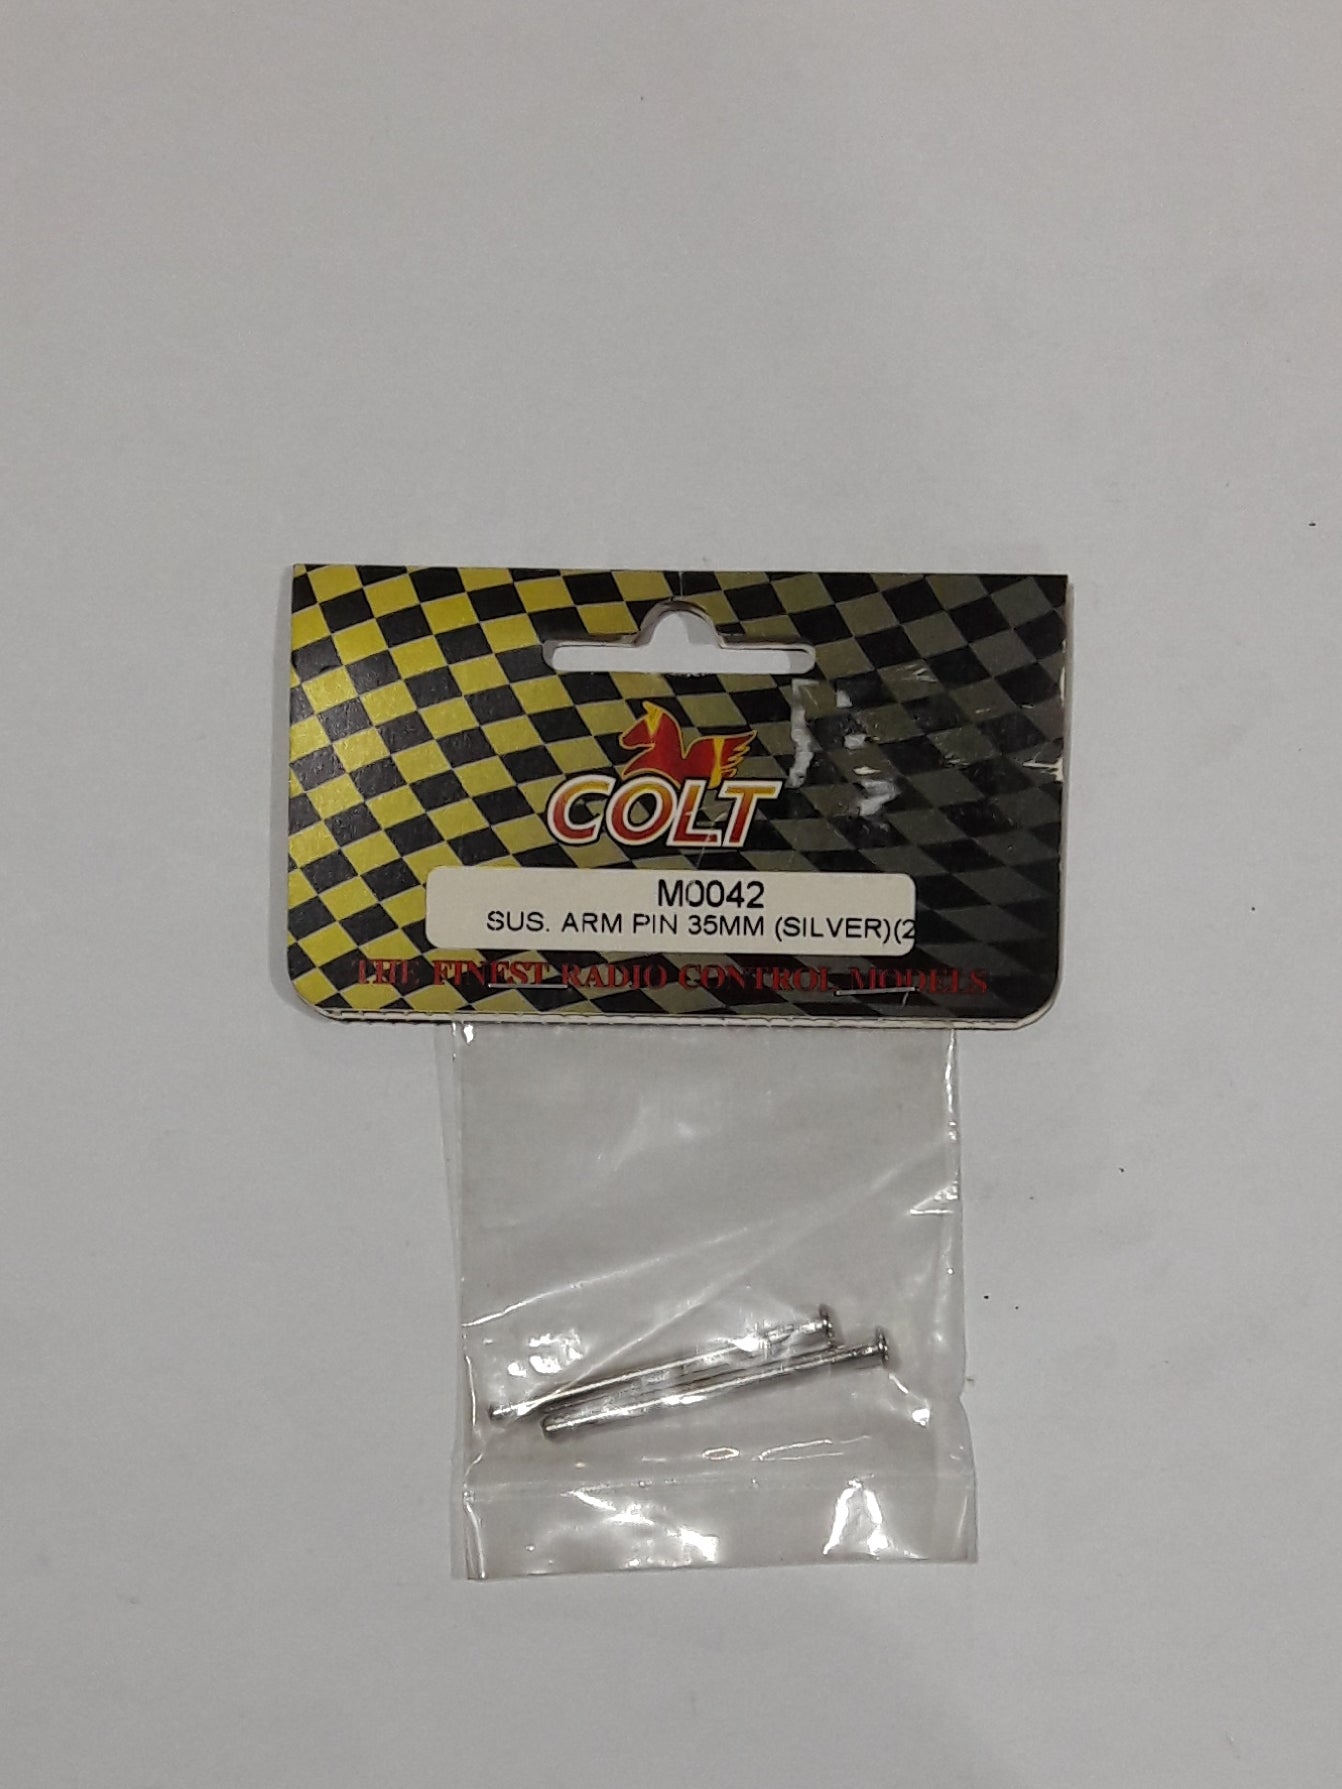 COLT
M0042
SUS. ARM PIN 35MM (SILVER)(2
THE FINEST RADIO CONTROL MODELS